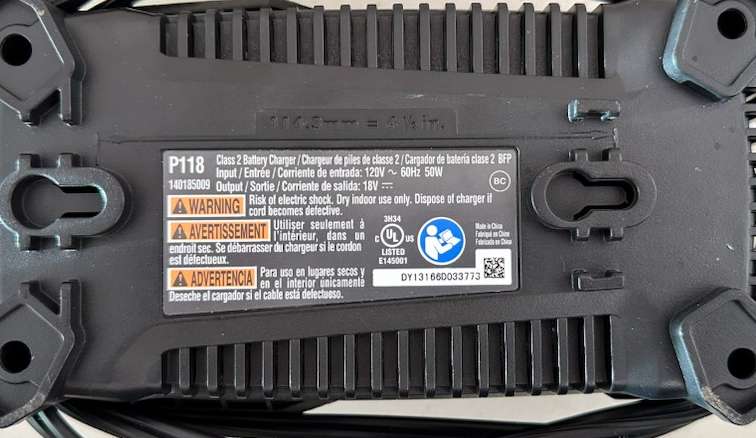 114.3mm = 4½ in.
P118 Class 2 Battery Charger / Chargeur de piles de classe 2 / Cargador de batería clase 2 BFP
140185009 Input / Entrée / Corriente de entrada: 120V ~ 60Hz 50W
Output / Sortie / Corriente de salida: 18V ⎓
BC
WARNING Risk of electric shock. Dry indoor use only. Dispose of charger if
cord becomes defective.
AVERTISSEMENT Utiliser seulement à
l'intérieur, dans un
endroit sec. Se débarrasser du chargeur si le cordon
est défectueux.
ADVERTENCIA Para uso en lugares secos y
en el interior únicamente
Deseche el cargador si el cable está defectuoso.
3H34
C UL US
LISTED
E145001
Made in China
Fabriqué en Chine
Fabricado en China
DY13166D033773